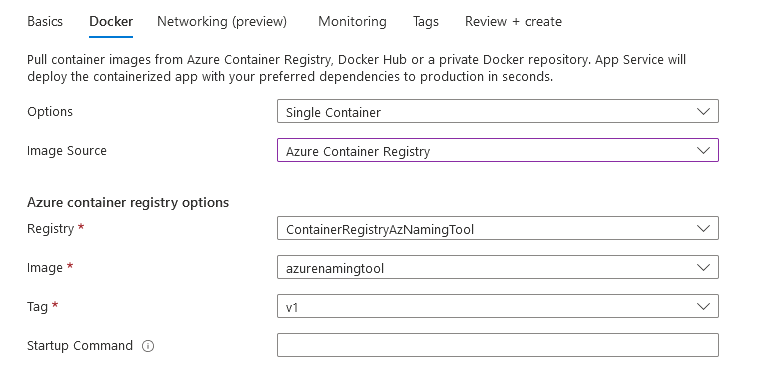 Basics Docker Networking (preview) Monitoring Tags Review + create
Pull container images from Azure Container Registry, Docker Hub or a private Docker repository. App Service will
deploy the containerized app with your preferred dependencies to production in seconds.
Options Single Container
Image Source Azure Container Registry
Azure container registry options
Registry * ContainerRegistryAzNamingTool
Image * azurenamingtool
Tag * v1
Startup Command